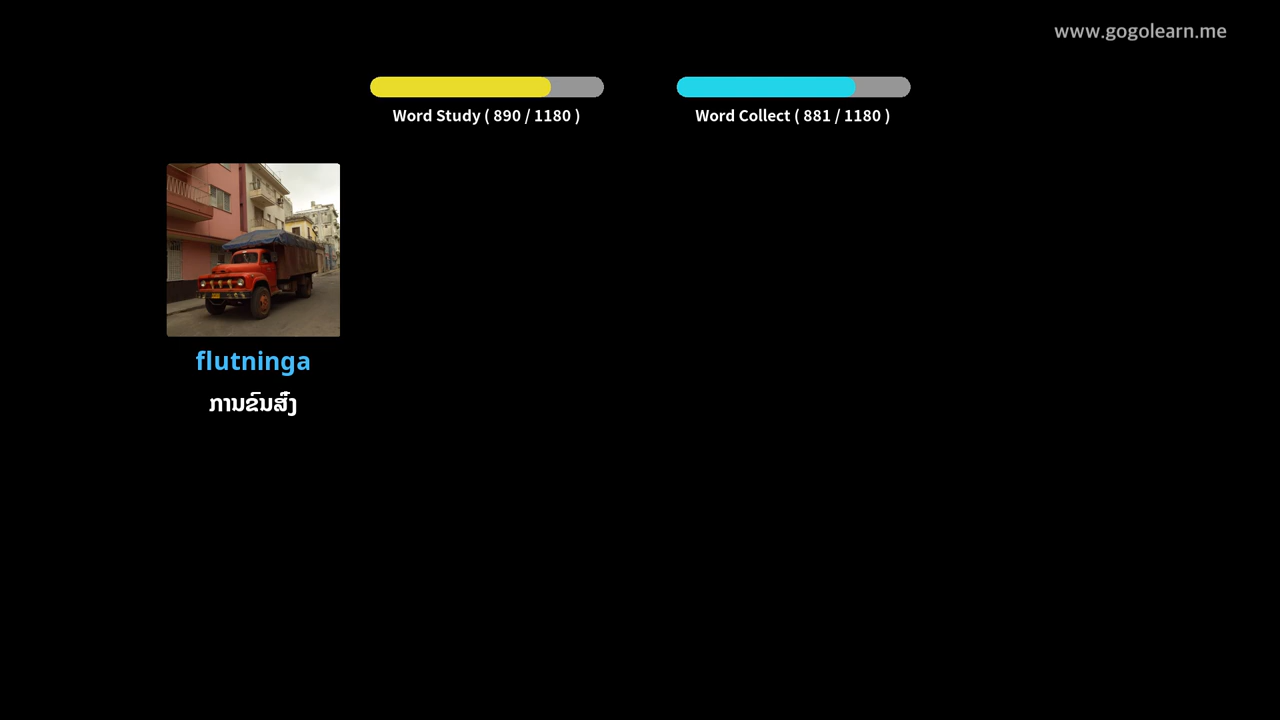 www.gogolearn.me
Word Study ( 890 / 1180 )
Word Collect ( 881 / 1180 )
flutninga
ການຂົນສົ່ງ